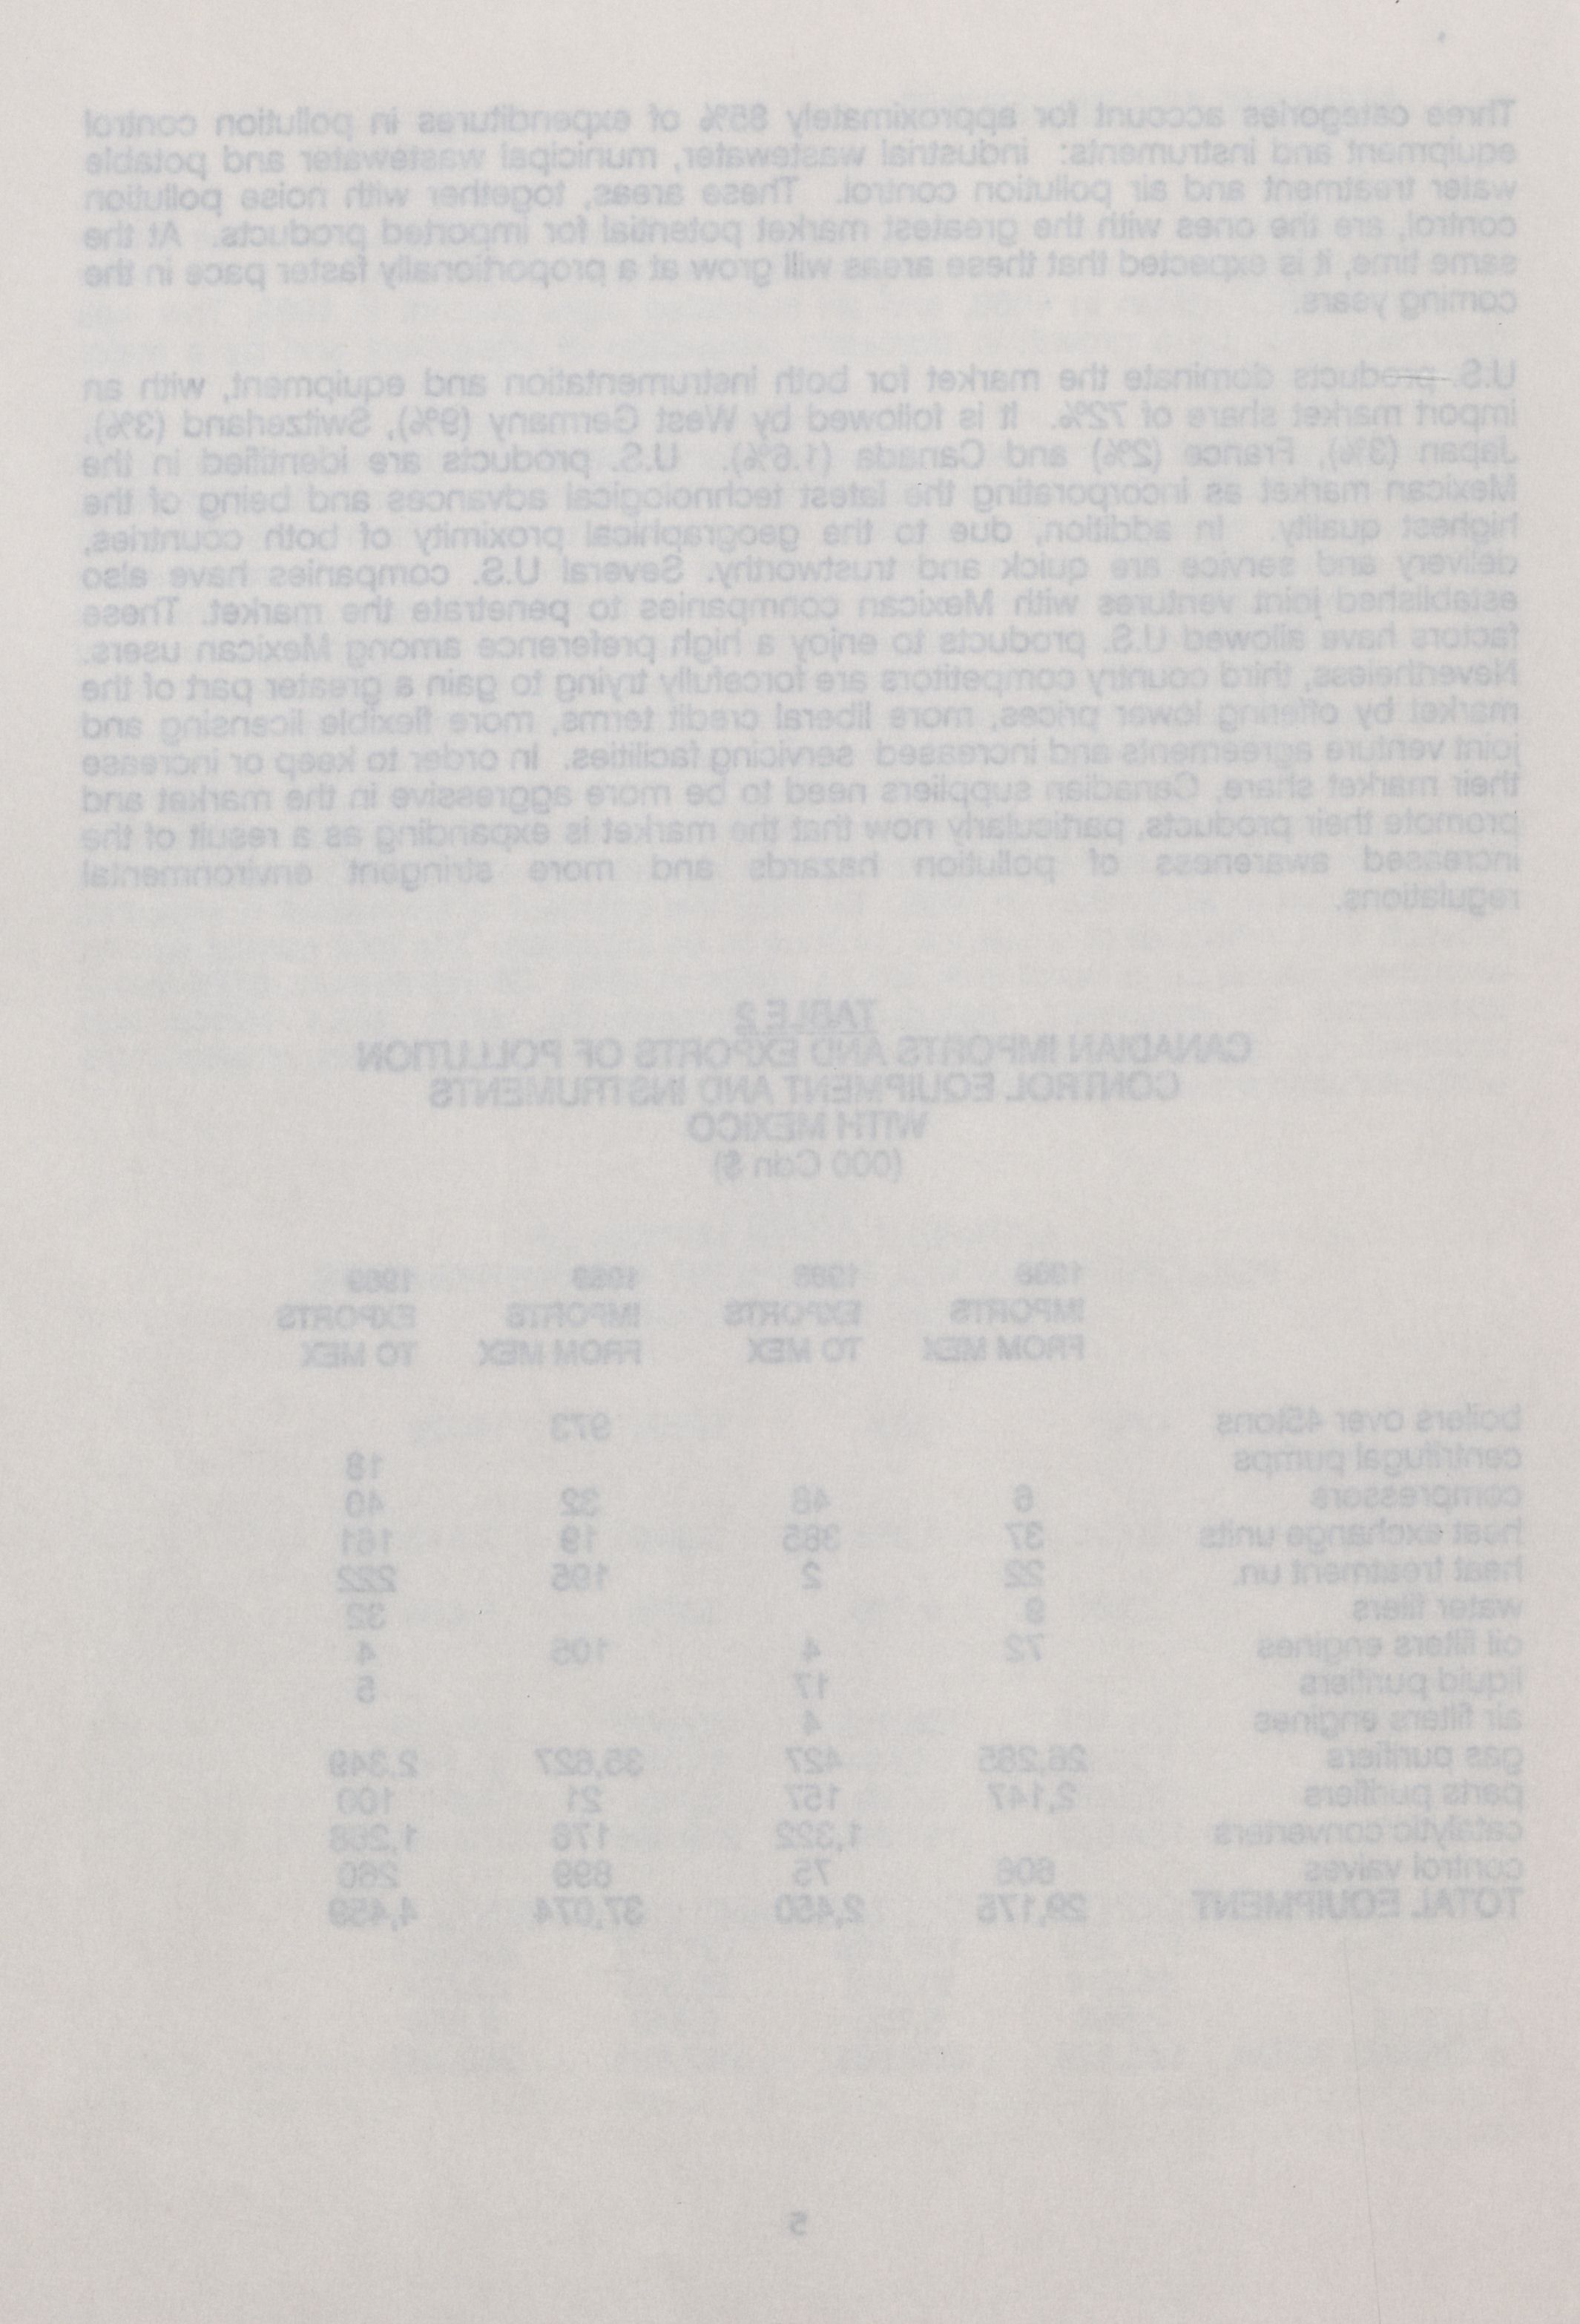 Three categories account for approximately 85% of expenditures in pollution control
equipment and instruments: industrial wastewater, municipal wastewater and potable
water treatment and air pollution control. These areas, together with noise pollution
control, are the ones with the greatest market potential for imported products. At the
same time, it is expected that these areas will grow at a proportionally faster pace in the
coming years.
U.S. products dominate the market for both instrumentation and equipment, with an
import market share of 72%. It is followed by West Germany (9%), Switzerland (3%),
Japan (3%), France (2%) and Canada (1.6%). U.S. products are identified in the
Mexican market as incorporating the latest technological advances and being of the
highest quality. In addition, due to the geographical proximity of both countries,
delivery and service are quick and trustworthy. Several U.S. companies have also
established joint ventures with Mexican conmpanies to penetrate the market. These
factors have allowed U.S. products to enjoy a high preference among Mexican users.
Nevertheless, third country competitors are forcefully trying to gain a greater part of the
market by offering lower prices, more liberal credit terms, more flexible licensing and
joint venture agreements and increased servicing facilities. In order to keep or increase
their market share, Canadian suppliers need to be more aggressive in the market and
promote their products, particularly now that the market is expanding as a result of the
increased awareness of pollution hazards and more stringent environmental
regulations.
TABLE 2
CANADIAN IMPORTS AND EXPORTS OF POLLUTION
CONTROL EQUIPMENT AND INSTRUMENTS
WITH MEXICO
(000 Cdn $)
1988 1988 1989 1989
IMPORTS EXPORTS IMPORTS EXPORTS
FROM MEX TO MEX FROM MEX TO MEX
boilers over 45tons 973
centrifugal pumps 18
compressors 6 48 32 40
heat exchange units 37 19 161
heat treatment un. 22 2 195 222
water filters 32
oil filters engines 72 4 4
liquid purifiers 17 5
air filters engines 4
gas purifiers 427 35,627 2,349
parts purifiers 2,147 157 21 100
catalytic converters 1,322 176 1,268
control valves 606 75 899 260
TOTAL EQUIPMENT 29,175 2,450 37,074 4,459
5